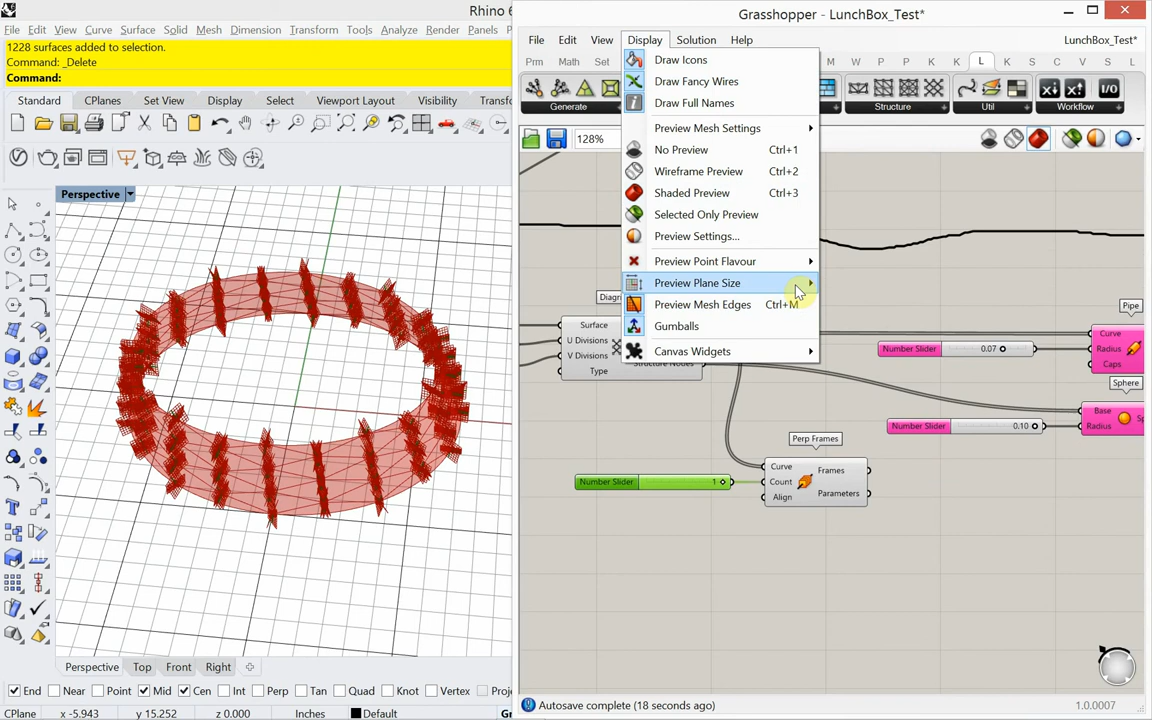 Rhino 6
Grasshopper - LunchBox_Test*
File Edit View Curve Surface Solid Mesh Dimension Transform Tools Analyze Render Panels
File Edit View Display Solution Help
LunchBox_Test*
1228 surfaces added to selection.
Command: _Delete
Command:
Prm Math Set
M W S L K S L
Standard CPlanes Set View Display Select Viewport Layout Visibility Transfo
Generate
Structure
Util
Workflow
128%
Draw Icons
Draw Fancy Wires
Draw Full Names
Preview Mesh Settings
No Preview Ctrl+1
Wireframe Preview Ctrl+2
Shaded Preview Ctrl+3
Selected Only Preview
Preview Settings...
Preview Point Flavour
Preview Plane Size
Preview Mesh Edges Ctrl+M
Gumballs
Canvas Widgets
Perspective
Diagr
Surface
U Divisions
V Divisions
Type
Structure Nodes
Pipe
Curve
Radius
Caps
Number Slider 0.07
Sphere
Base
Radius
Sp
Number Slider 0.10
Perp Frames
Curve
Count
Align
Frames
Parameters
Number Slider 1
Perspective Top Front Right
End Near Point Mid Cen Int Perp Tan Quad Knot Vertex Proje
CPlane x -5.943 y 15.252 z 0.000 Inches Default Gr
Autosave complete (18 seconds ago)
1.0.0007